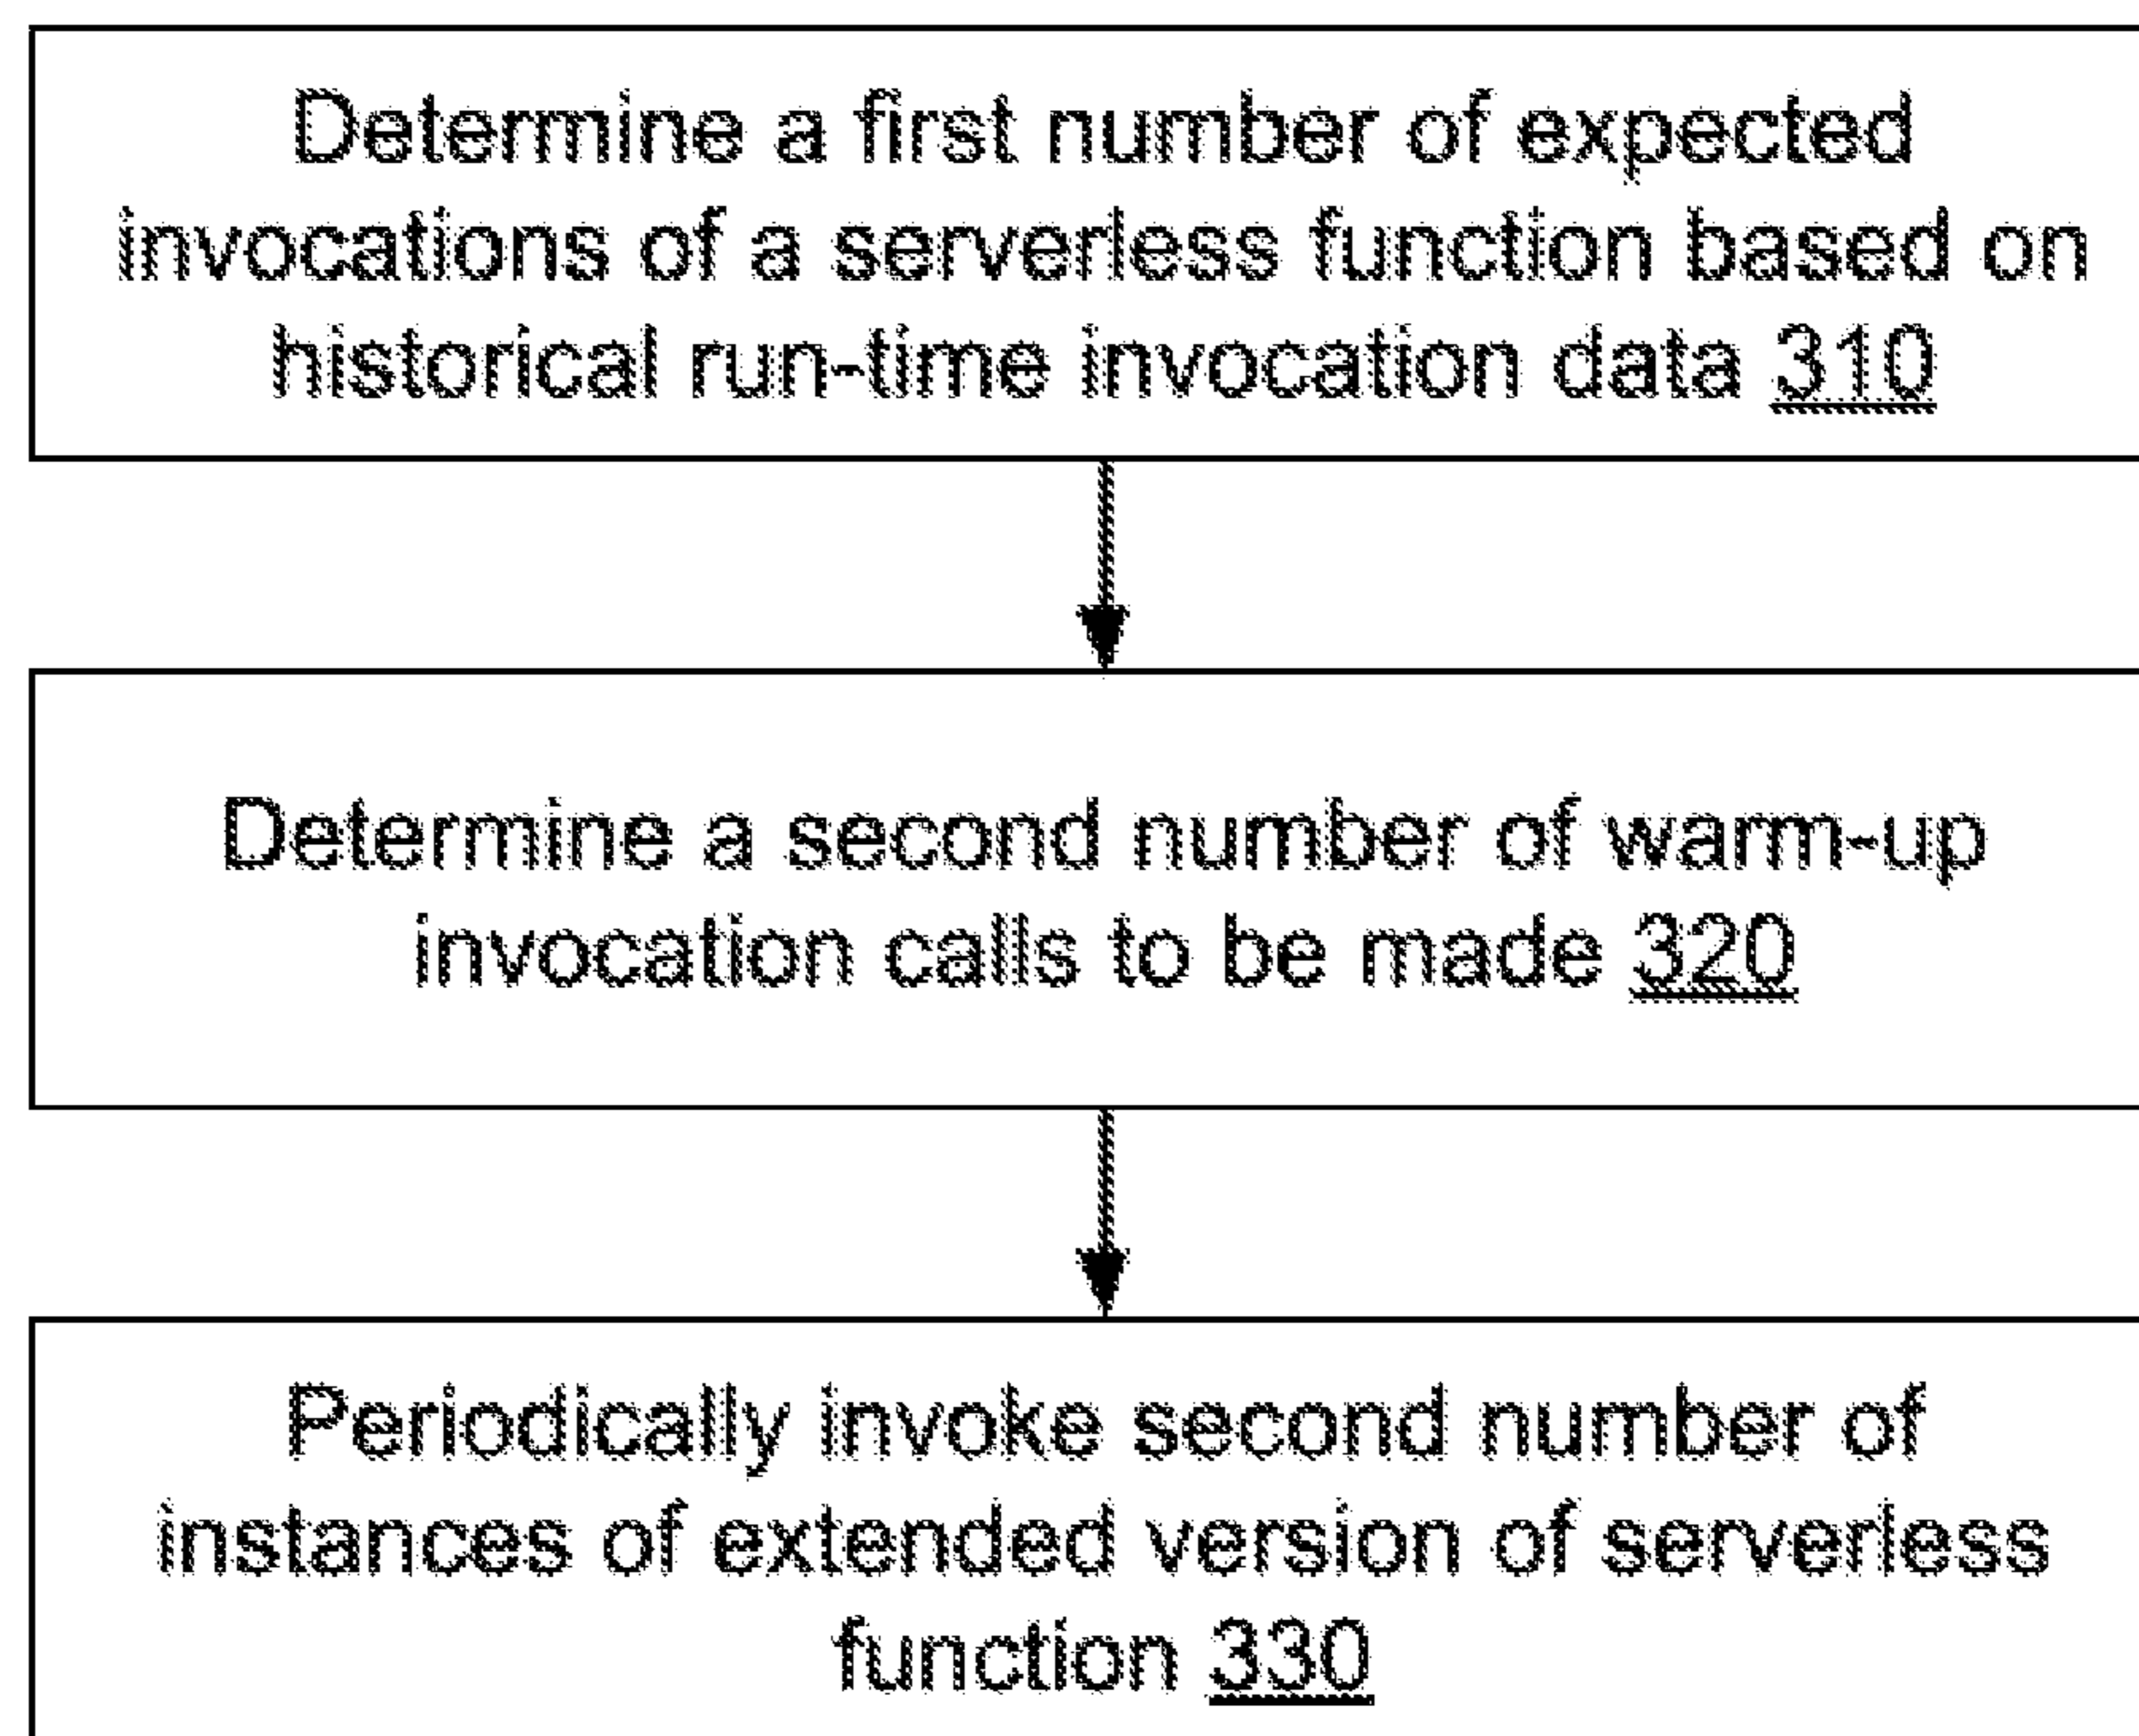 Determine a first number of expected
invocations of a serverless function based on
historical run-time invocation data 310
Determine a second number of warm-up
invocation calls to be made 320
Periodically invoke second number of
instances of extended version of serverless
function 330